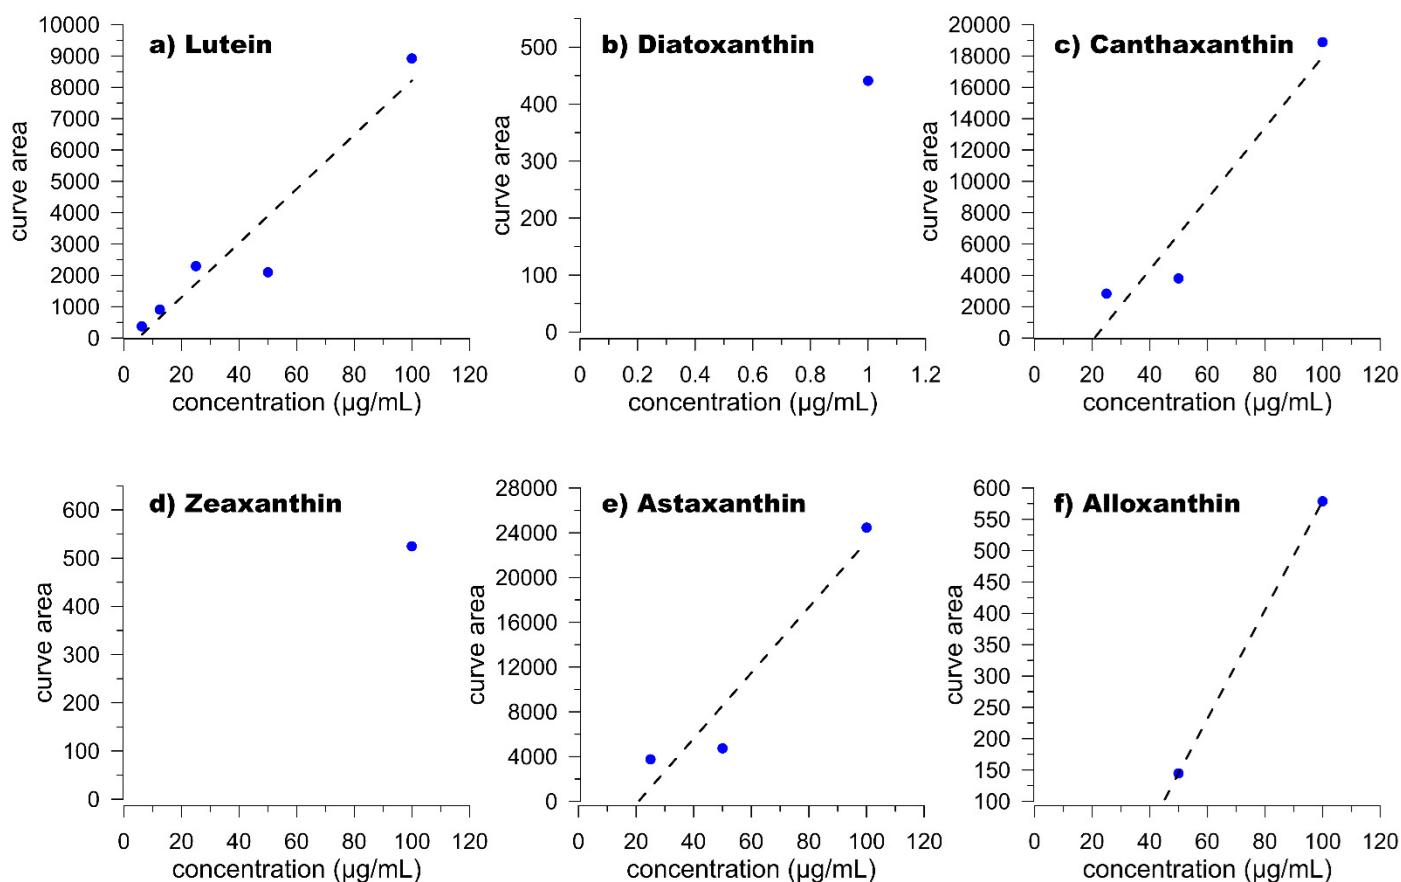 a) Lutein
10000
9000
8000
7000
6000
5000
4000
3000
2000
1000
0
curve area
0 20 40 60 80 100 120
concentration (µg/mL)
b) Diatoxanthin
500
400
300
200
100
0
curve area
0 0.2 0.4 0.6 0.8 1 1.2
concentration (µg/mL)
c) Canthaxanthin
20000
18000
16000
14000
12000
10000
8000
6000
4000
2000
0
curve area
0 20 40 60 80 100 120
concentration (µg/mL)
d) Zeaxanthin
600
500
400
300
200
100
0
curve area
0 20 40 60 80 100 120
concentration (µg/mL)
e) Astaxanthin
28000
24000
20000
16000
12000
8000
4000
0
curve area
0 20 40 60 80 100 120
concentration (µg/mL)
f) Alloxanthin
600
550
500
450
400
350
300
250
200
150
100
curve area
0 20 40 60 80 100 120
concentration (µg/mL)